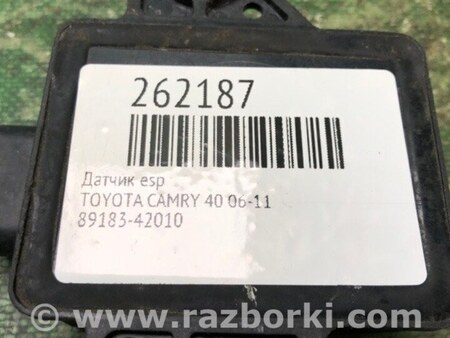 262187
Датчик esp
TOYOTA CAMRY 40 06-11
89183-42010
www.razborki.com